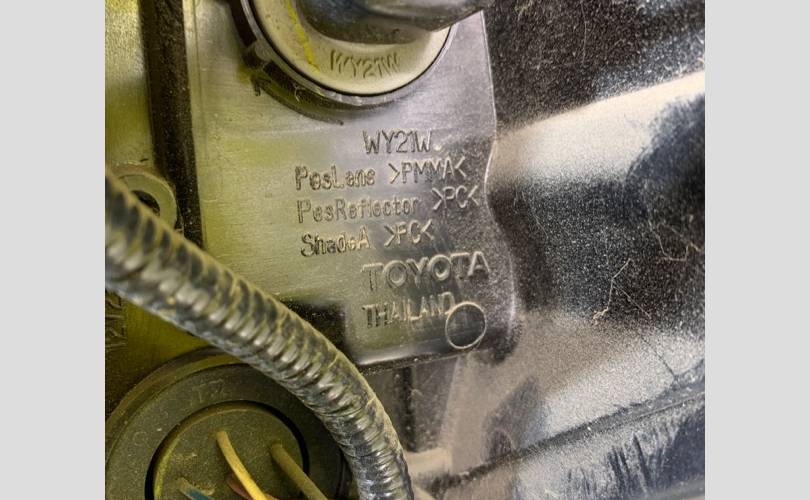 WY21W
WY21W
PosLens >PMMA<
PosReflector >PC<
ShadeA >PC<
TOYOTA
THAILAND